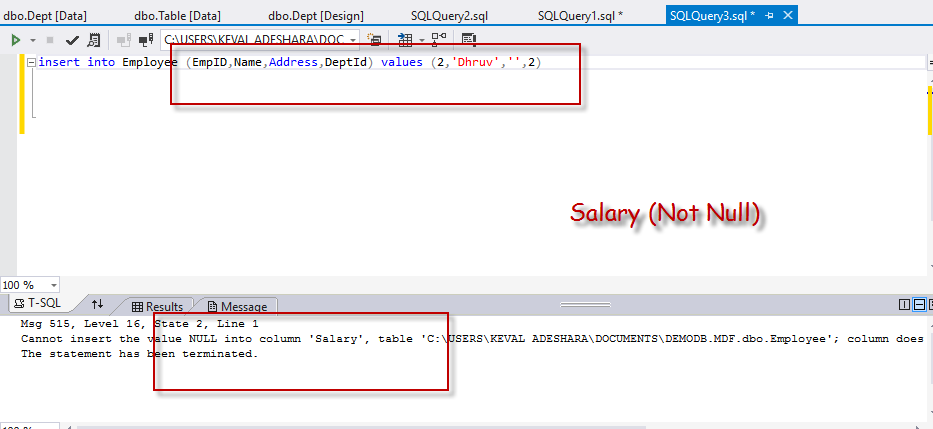 dbo.Dept [Data] dbo.Table [Data] dbo.Dept [Design] SQLQuery2.sql SQLQuery1.sql * SQLQuery3.sql *
C:\USERS\KEVAL ADESHARA\DOC
insert into Employee (EmpID,Name,Address,DeptId) values (2,'Dhruv','',2)
Salary (Not Null)
100 %
T-SQL Results Message
Msg 515, Level 16, State 2, Line 1
Cannot insert the value NULL into column 'Salary', table 'C:\USERS\KEVAL ADESHARA\DOCUMENTS\DEMODB.MDF.dbo.Employee'; column does
The statement has been terminated.
100 %